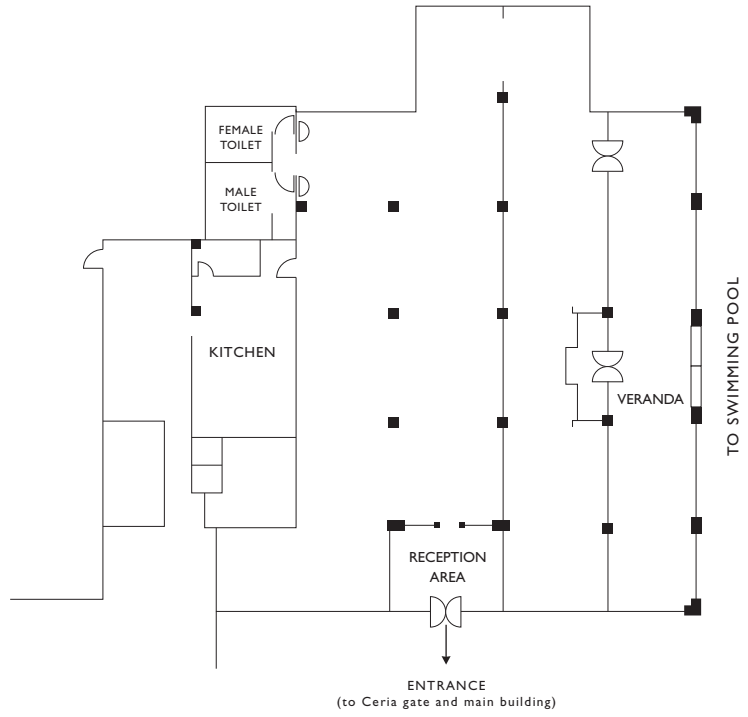 FEMALE
TOILET
MALE
TOILET
KITCHEN
VERANDA
TO SWIMMING POOL
RECEPTION
AREA
ENTRANCE
(to Ceria gate and main building)